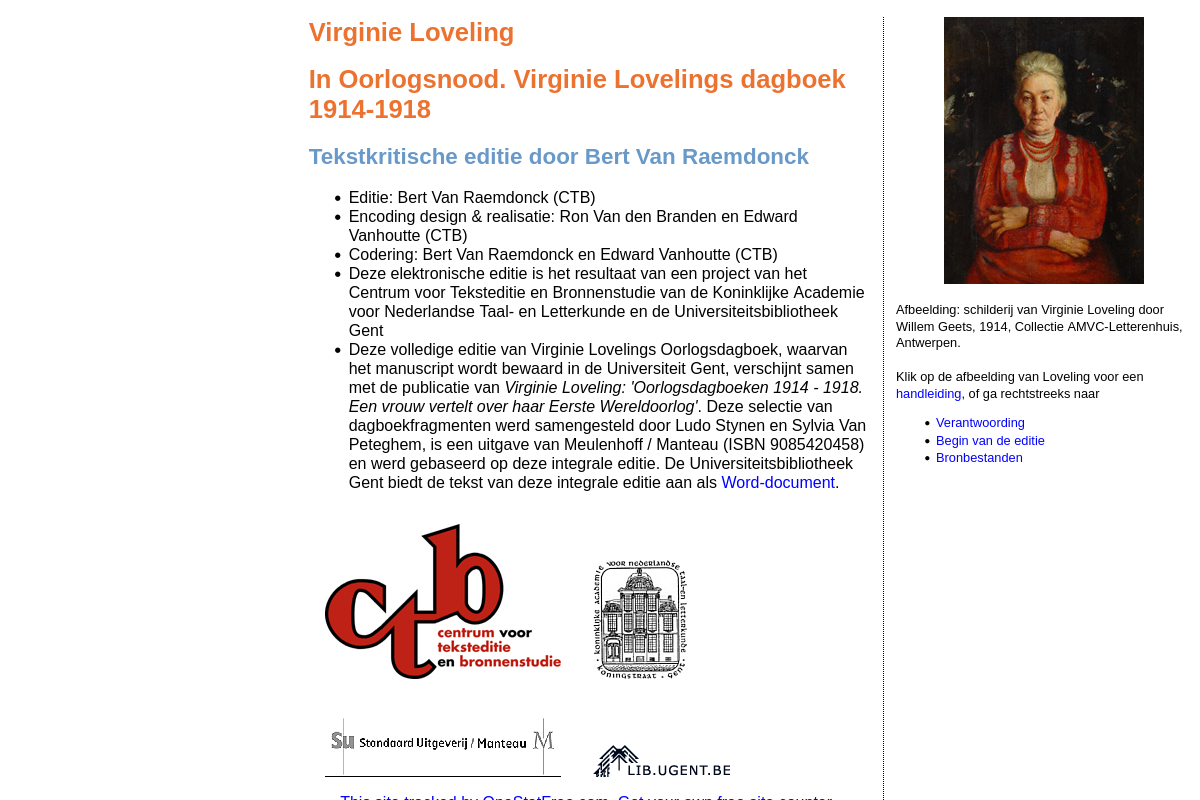 Virginie Loveling
In Oorlogsnood. Virginie Lovelings dagboek
1914-1918
Tekstkritische editie door Bert Van Raemdonck
Editie: Bert Van Raemdonck (CTB)
Encoding design & realisatie: Ron Van den Branden en Edward
Vanhoutte (CTB)
Codering: Bert Van Raemdonck en Edward Vanhoutte (CTB)
Deze elektronische editie is het resultaat van een project van het
Centrum voor Teksteditie en Bronnenstudie van de Koninklijke Academie
voor Nederlandse Taal- en Letterkunde en de Universiteitsbibliotheek
Gent
Deze volledige editie van Virginie Lovelings Oorlogsdagboek, waarvan
het manuscript wordt bewaard in de Universiteit Gent, verschijnt samen
met de publicatie van Virginie Loveling: 'Oorlogsdagboeken 1914 - 1918.
Een vrouw vertelt over haar Eerste Wereldoorlog'. Deze selectie van
dagboekfragmenten werd samengesteld door Ludo Stynen en Sylvia Van
Peteghem, is een uitgave van Meulenhoff / Manteau (ISBN 9085420458)
en werd gebaseerd op deze integrale editie. De Universiteitsbibliotheek
Gent biedt de tekst van deze integrale editie aan als Word-document.
ctb
centrum voor
teksteditie
en bronnenstudie
koninklijke academie voor nederlandse taal-en letterkunde
koningstraat · gent
Su Standaard Uitgeverij / Manteau M
LIB.UGENT.BE
This site tracked by OneStatFree.com. Get your own free site counter.
Afbeelding: schilderij van Virginie Loveling door
Willem Geets, 1914, Collectie AMVC-Letterenhuis,
Antwerpen.
Klik op de afbeelding van Loveling voor een
handleiding, of ga rechtstreeks naar
Verantwoording
Begin van de editie
Bronbestanden